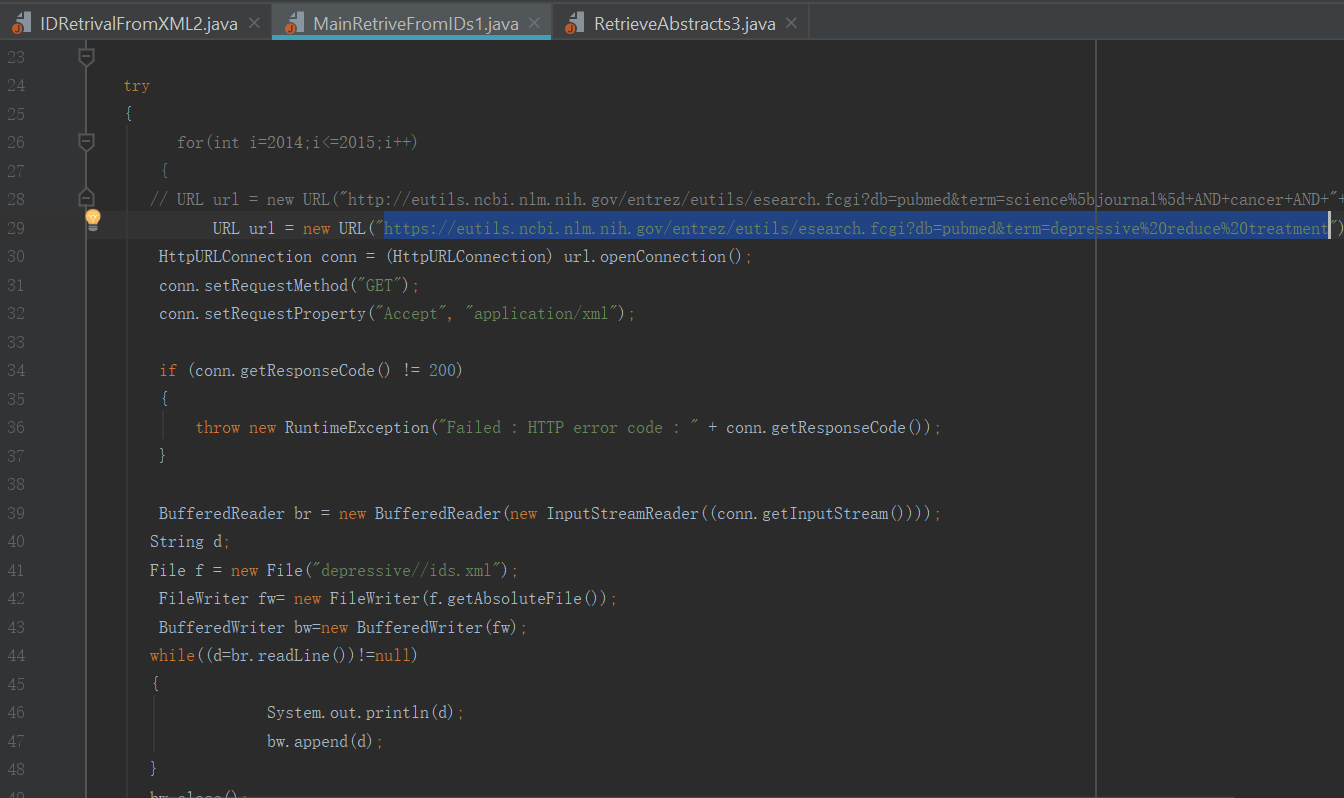 IDRetrivalFromXML2.java MainRetriveFromIDs1.java RetrieveAbstracts3.java
23
24 try
25 {
26 for(int i=2014;i<=2015;i++)
27 {
28 // URL url = new URL("http://eutils.ncbi.nlm.nih.gov/entrez/eutils/esearch.fcgi?db=pubmed&term=science%5bjournal%5d+AND+cancer+AND+"+
29 URL url = new URL("https://eutils.ncbi.nlm.nih.gov/entrez/eutils/esearch.fcgi?db=pubmed&term=depressive%20reduce%20treatment")
30 HttpURLConnection conn = (HttpURLConnection) url.openConnection();
31 conn.setRequestMethod("GET");
32 conn.setRequestProperty("Accept", "application/xml");
33
34 if (conn.getResponseCode() != 200)
35 {
36 throw new RuntimeException("Failed : HTTP error code : " + conn.getResponseCode());
37 }
38
39 BufferedReader br = new BufferedReader(new InputStreamReader((conn.getInputStream())));
40 String d;
41 File f = new File("depressive//ids.xml");
42 FileWriter fw= new FileWriter(f.getAbsoluteFile());
43 BufferedWriter bw=new BufferedWriter(fw);
44 while((d=br.readLine())!=null)
45 {
46 System.out.println(d);
47 bw.append(d);
48 }
49 bw.close();